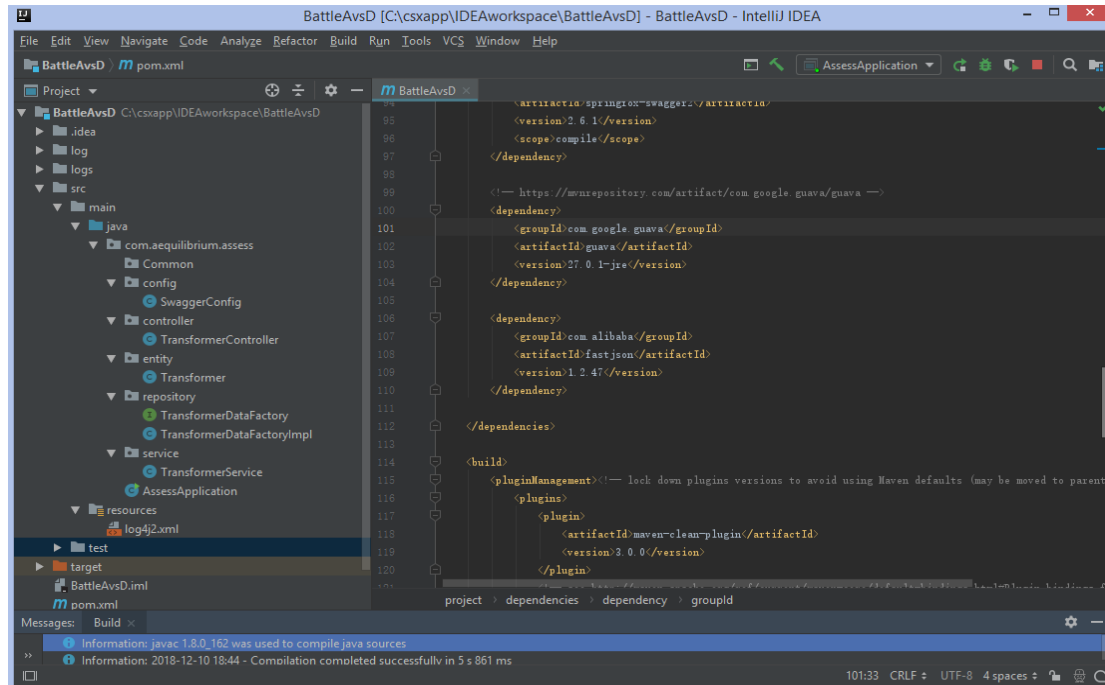 BattleAvsD [C:\csxapp\IDEAworkspace\BattleAvsD] - BattleAvsD - IntelliJ IDEA
File Edit View Navigate Code Analyze Refactor Build Run Tools VCS Window Help
BattleAvsD pom.xml
AssessApplication
Project
BattleAvsD
BattleAvsD C:\csxapp\IDEAworkspace\BattleAvsD
.idea
log
logs
src
main
java
com.aequilibrium.assess
Common
config
SwaggerConfig
controller
TransformerController
entity
Transformer
repository
TransformerDataFactory
TransformerDataFactoryImpl
service
TransformerService
AssessApplication
resources
log4j2.xml
test
target
BattleAvsD.iml
pom.xml
94 <artifactId>springfox-swagger2</artifactId>
95 <version>2.6.1</version>
96 <scope>compile</scope>
97 </dependency>
98
99 <!-- https://mvnrepository.com/artifact/com.google.guava/guava -->
100 <dependency>
101 <groupId>com.google.guava</groupId>
102 <artifactId>guava</artifactId>
103 <version>27.0.1-jre</version>
104 </dependency>
105
106 <dependency>
107 <groupId>com.alibaba</groupId>
108 <artifactId>fastjson</artifactId>
109 <version>1.2.47</version>
110 </dependency>
111
112 </dependencies>
113
114 <build>
115 <pluginManagement><!-- lock down plugins versions to avoid using Maven defaults (may be moved to parent
116 <plugins>
117 <plugin>
118 <artifactId>maven-clean-plugin</artifactId>
119 <version>3.0.0</version>
120 </plugin>
project dependencies dependency groupId
Messages: Build
Information: javac 1.8.0_162 was used to compile java sources
Information: 2018-12-10 18:44 - Compilation completed successfully in 5 s 861 ms
101:33 CRLF UTF-8 4 spaces